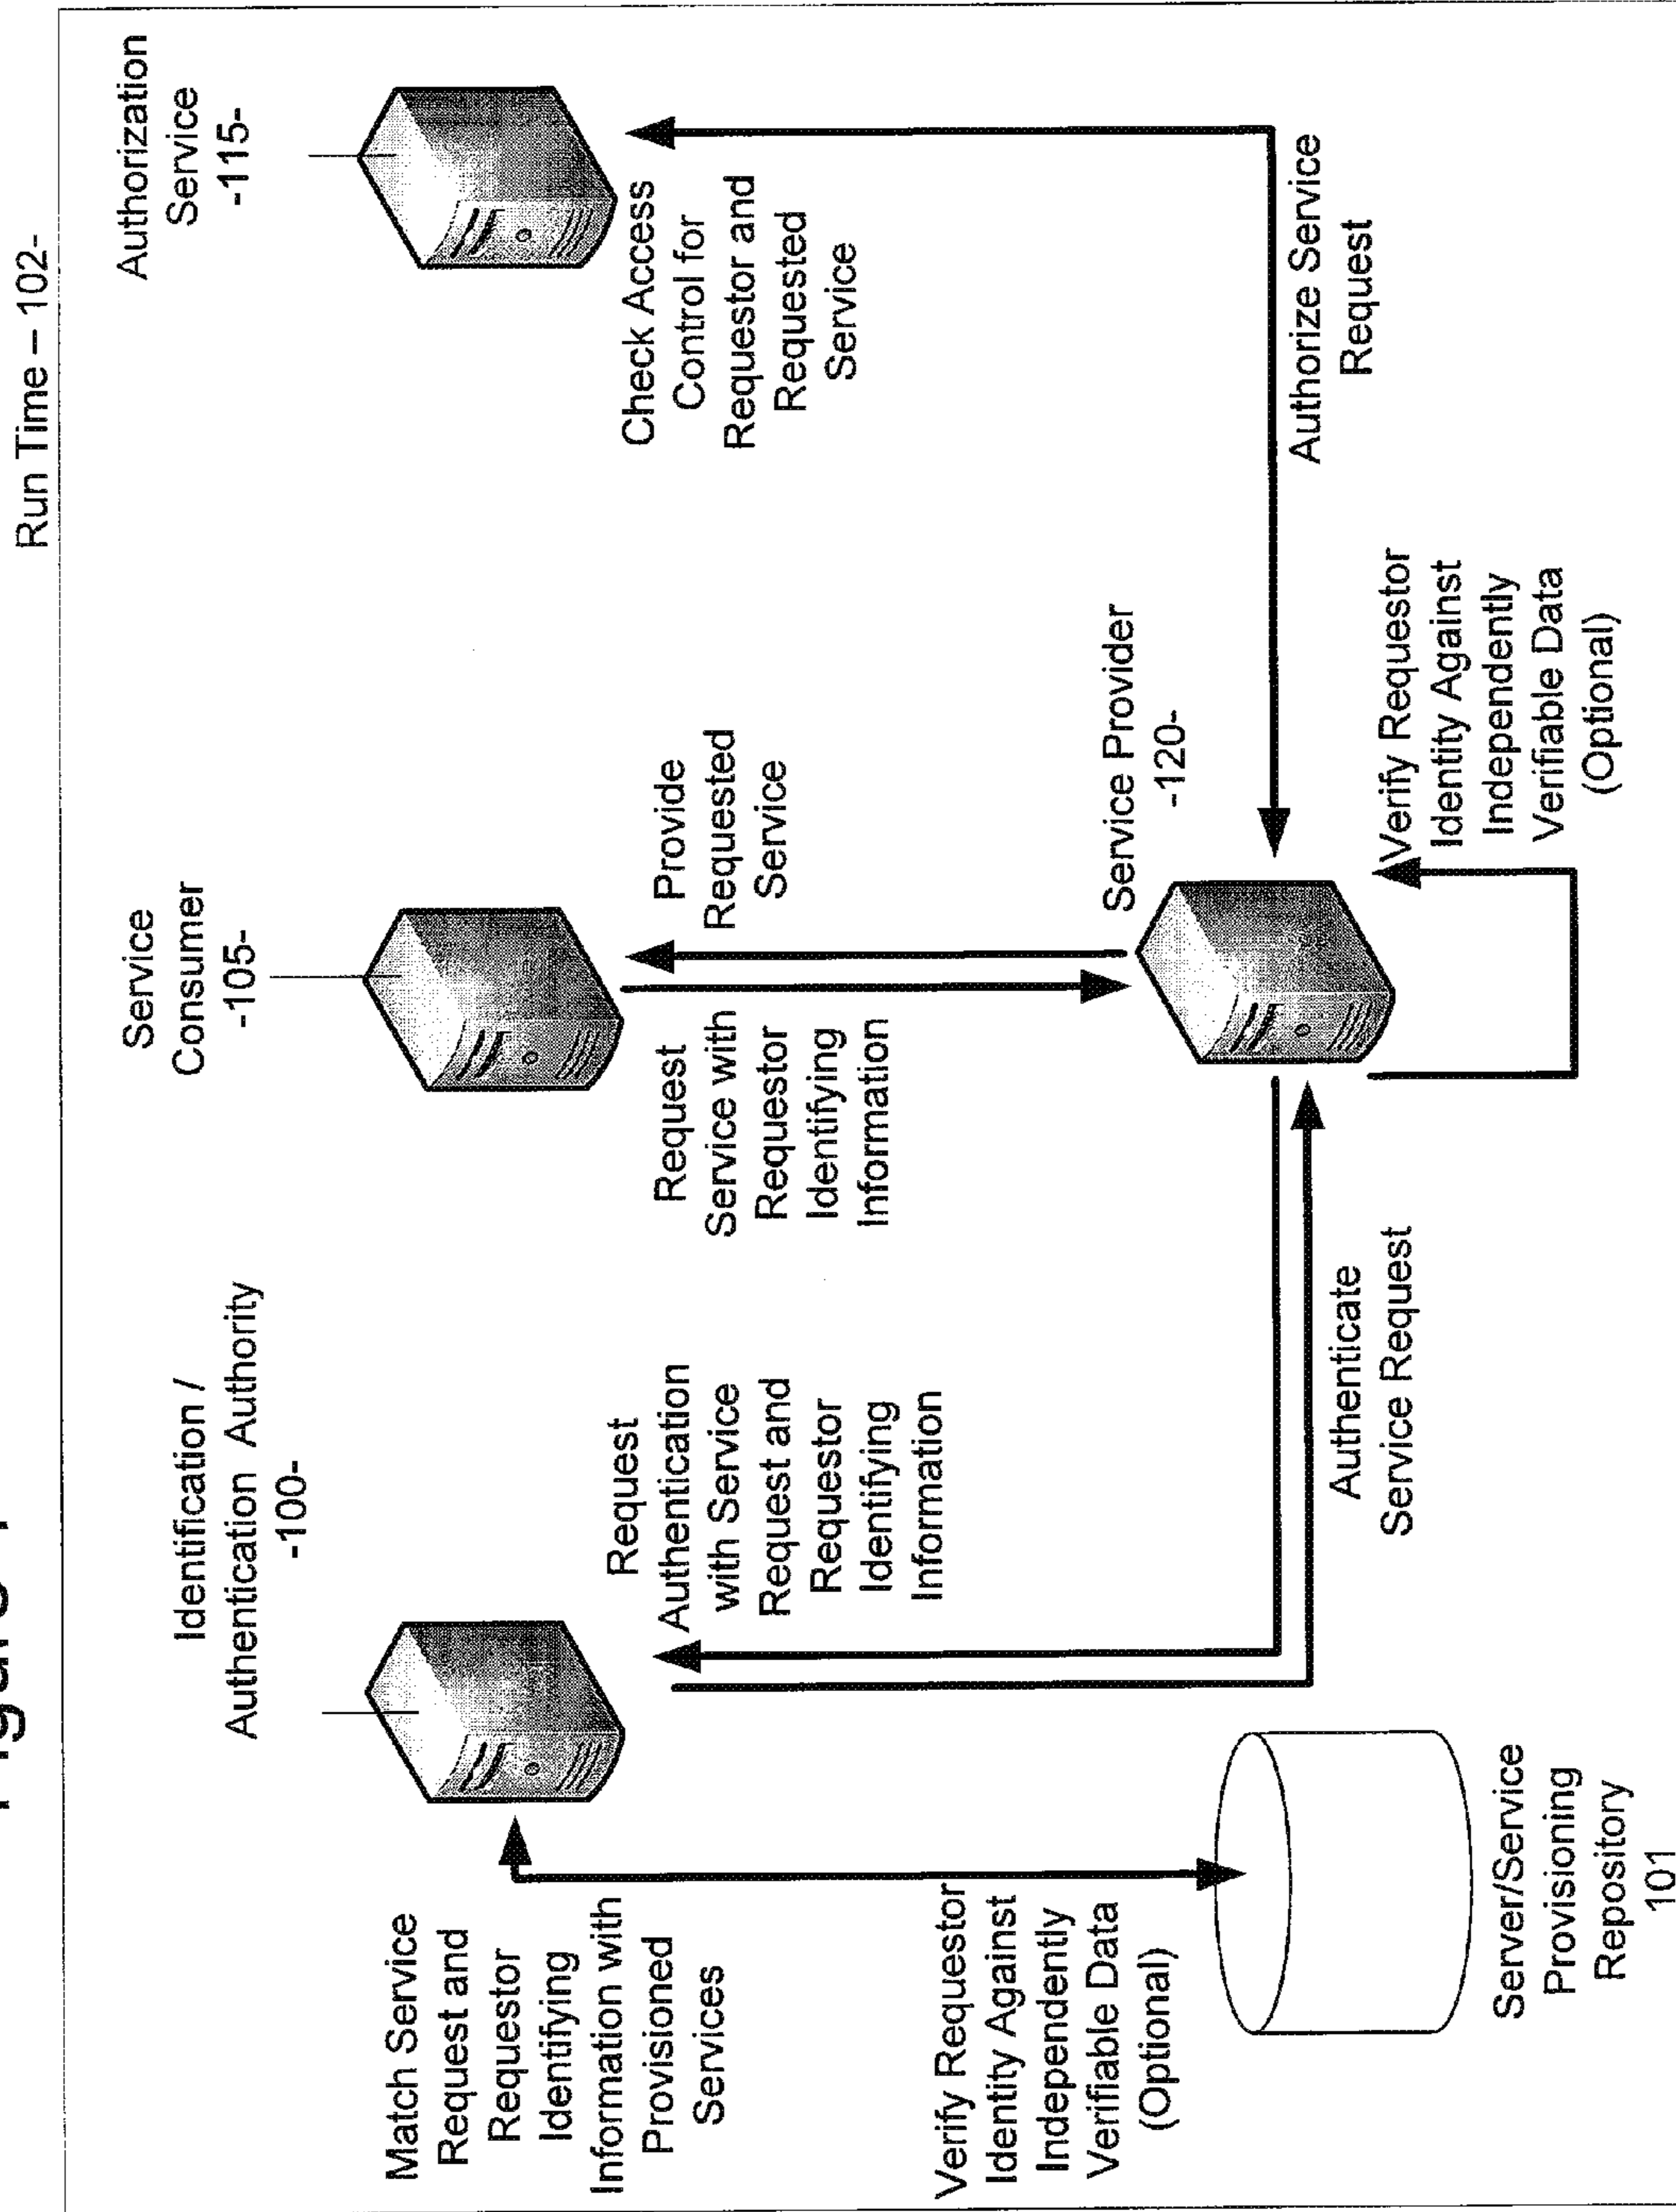 Run Time – 102-
Identification /
Authentication Authority
-100-
Service
Consumer
-105-
Authorization
Service
-115-
Match Service
Request and
Requestor
Identifying
Information with
Provisioned
Services
Request
Authentication
with Service
Request and
Requestor
Identifying
Information
Request
Service with
Requestor
Identifying
Information
Provide
Requested
Service
Check Access
Control for
Requestor and
Requested
Service
Verify Requestor
Identity Against
Independently
Verifiable Data
(Optional)
Service Provider
-120-
Authenticate
Service Request
Authorize Service
Request
Verify Requestor
Identity Against
Independently
Verifiable Data
(Optional)
Server/Service
Provisioning
Repository
101